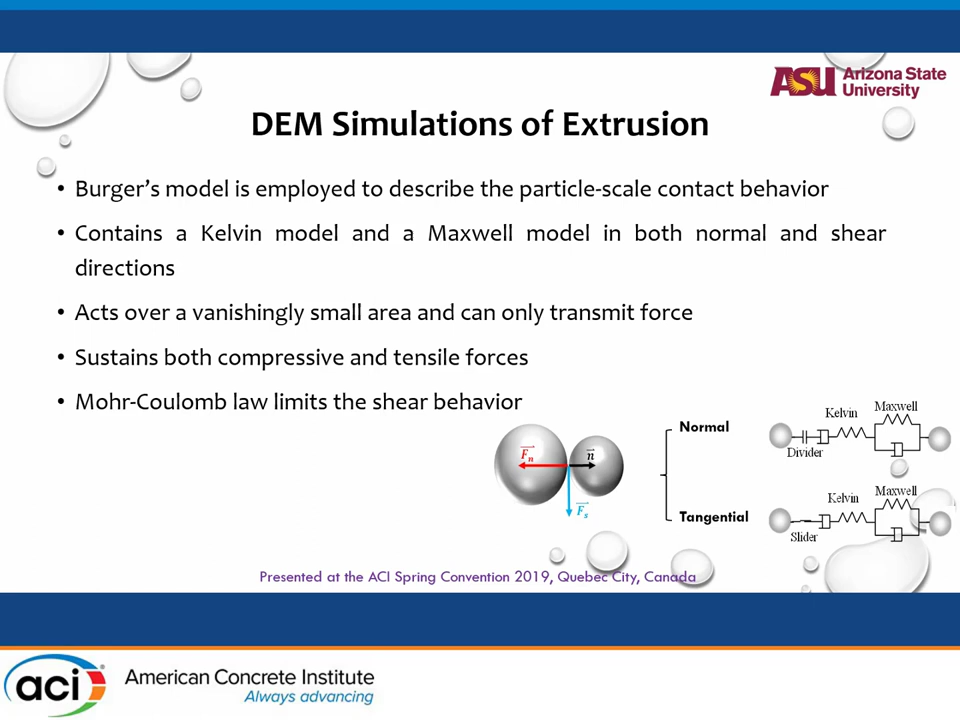 ASU Arizona State
University
DEM Simulations of Extrusion
• Burger's model is employed to describe the particle-scale contact behavior
• Contains a Kelvin model and a Maxwell model in both normal and shear
directions
• Acts over a vanishingly small area and can only transmit force
• Sustains both compressive and tensile forces
• Mohr-Coulomb law limits the shear behavior
Normal
Kelvin
Maxwell
Divider
Fn
n
Fs
Tangential
Kelvin
Maxwell
Slider
Presented at the ACI Spring Convention 2019, Quebec City, Canada
aci American Concrete Institute
Always advancing